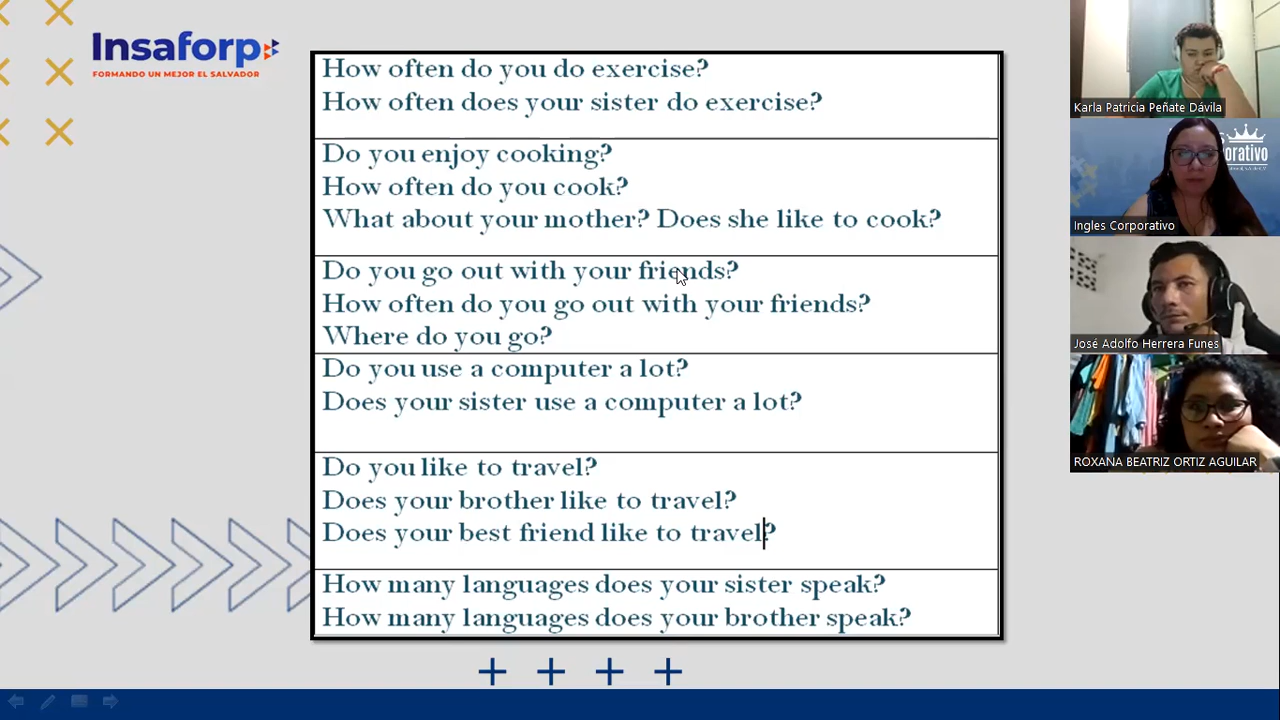 Insaforp
FORMANDO UN MEJOR EL SALVADOR
How often do you do exercise?
How often does your sister do exercise?
Do you enjoy cooking?
How often do you cook?
What about your mother? Does she like to cook?
Do you go out with your friends?
How often do you go out with your friends?
Where do you go?
Do you use a computer a lot?
Does your sister use a computer a lot?
Do you like to travel?
Does your brother like to travel?
Does your best friend like to travel?
How many languages does your sister speak?
How many languages does your brother speak?
Karla Patricia Peñate Dávila
Ingles Corporativo
José Adolfo Herrera Funes
ROXANA BEATRIZ ORTIZ AGUILAR